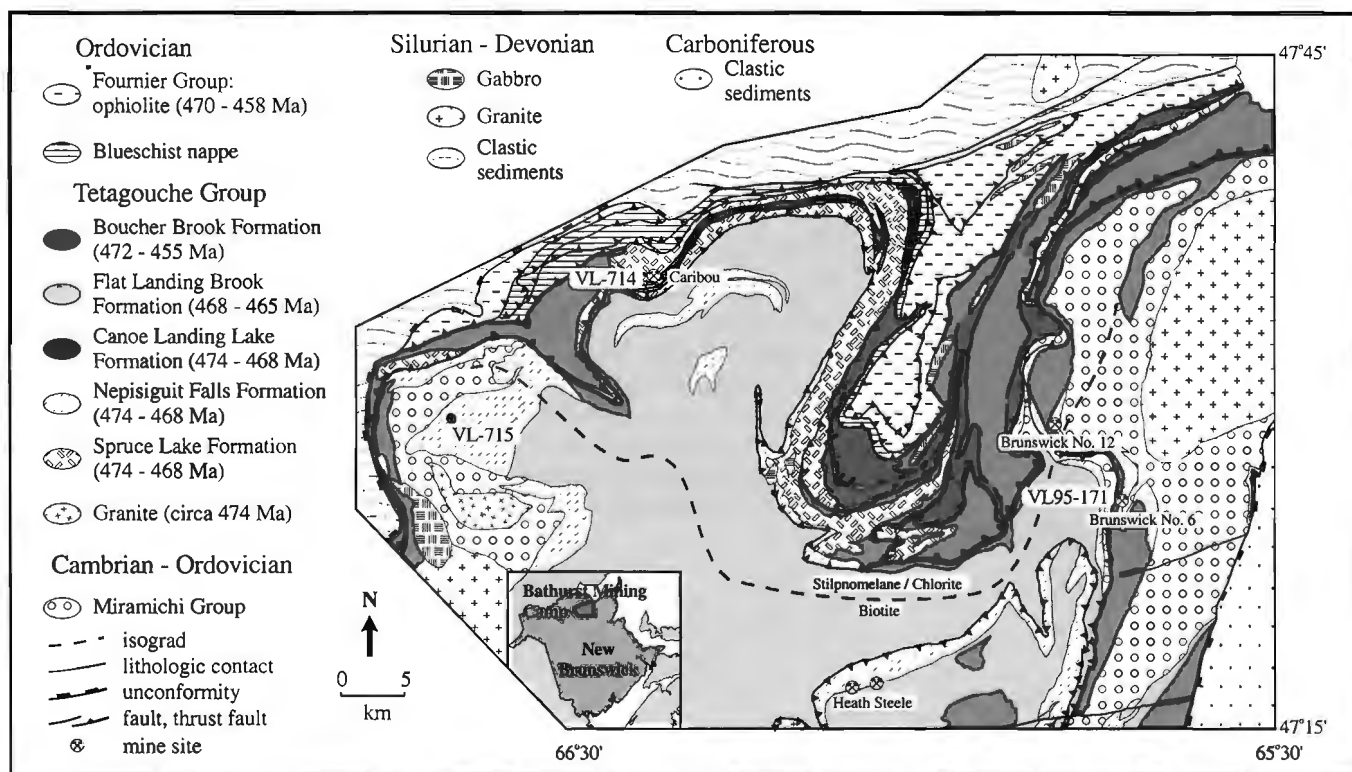 Ordovician
Fournier Group:
ophiolite (470 - 458 Ma)
Blueschist nappe
Tetagouche Group
Boucher Brook Formation
(472 - 455 Ma)
Flat Landing Brook
Formation (468 - 465 Ma)
Canoe Landing Lake
Formation (474 - 468 Ma)
Nepisiguit Falls Formation
(474 - 468 Ma)
Spruce Lake Formation
(474 - 468 Ma)
Granite (circa 474 Ma)
Cambrian - Ordovician
Miramichi Group
isograd
lithologic contact
unconformity
fault, thrust fault
mine site
Silurian - Devonian
Gabbro
Granite
Clastic
sediments
Carboniferous
Clastic
sediments
47°45'
VL-714
Caribou
VL-715
Brunswick No. 12
VL95-171
Brunswick No. 6
Stilpnomelane / Chlorite
Biotite
Heath Steele
N
0 5
km
Bathurst Mining
Camp
New
Brunswick
47°15'
66°30'
65°30'